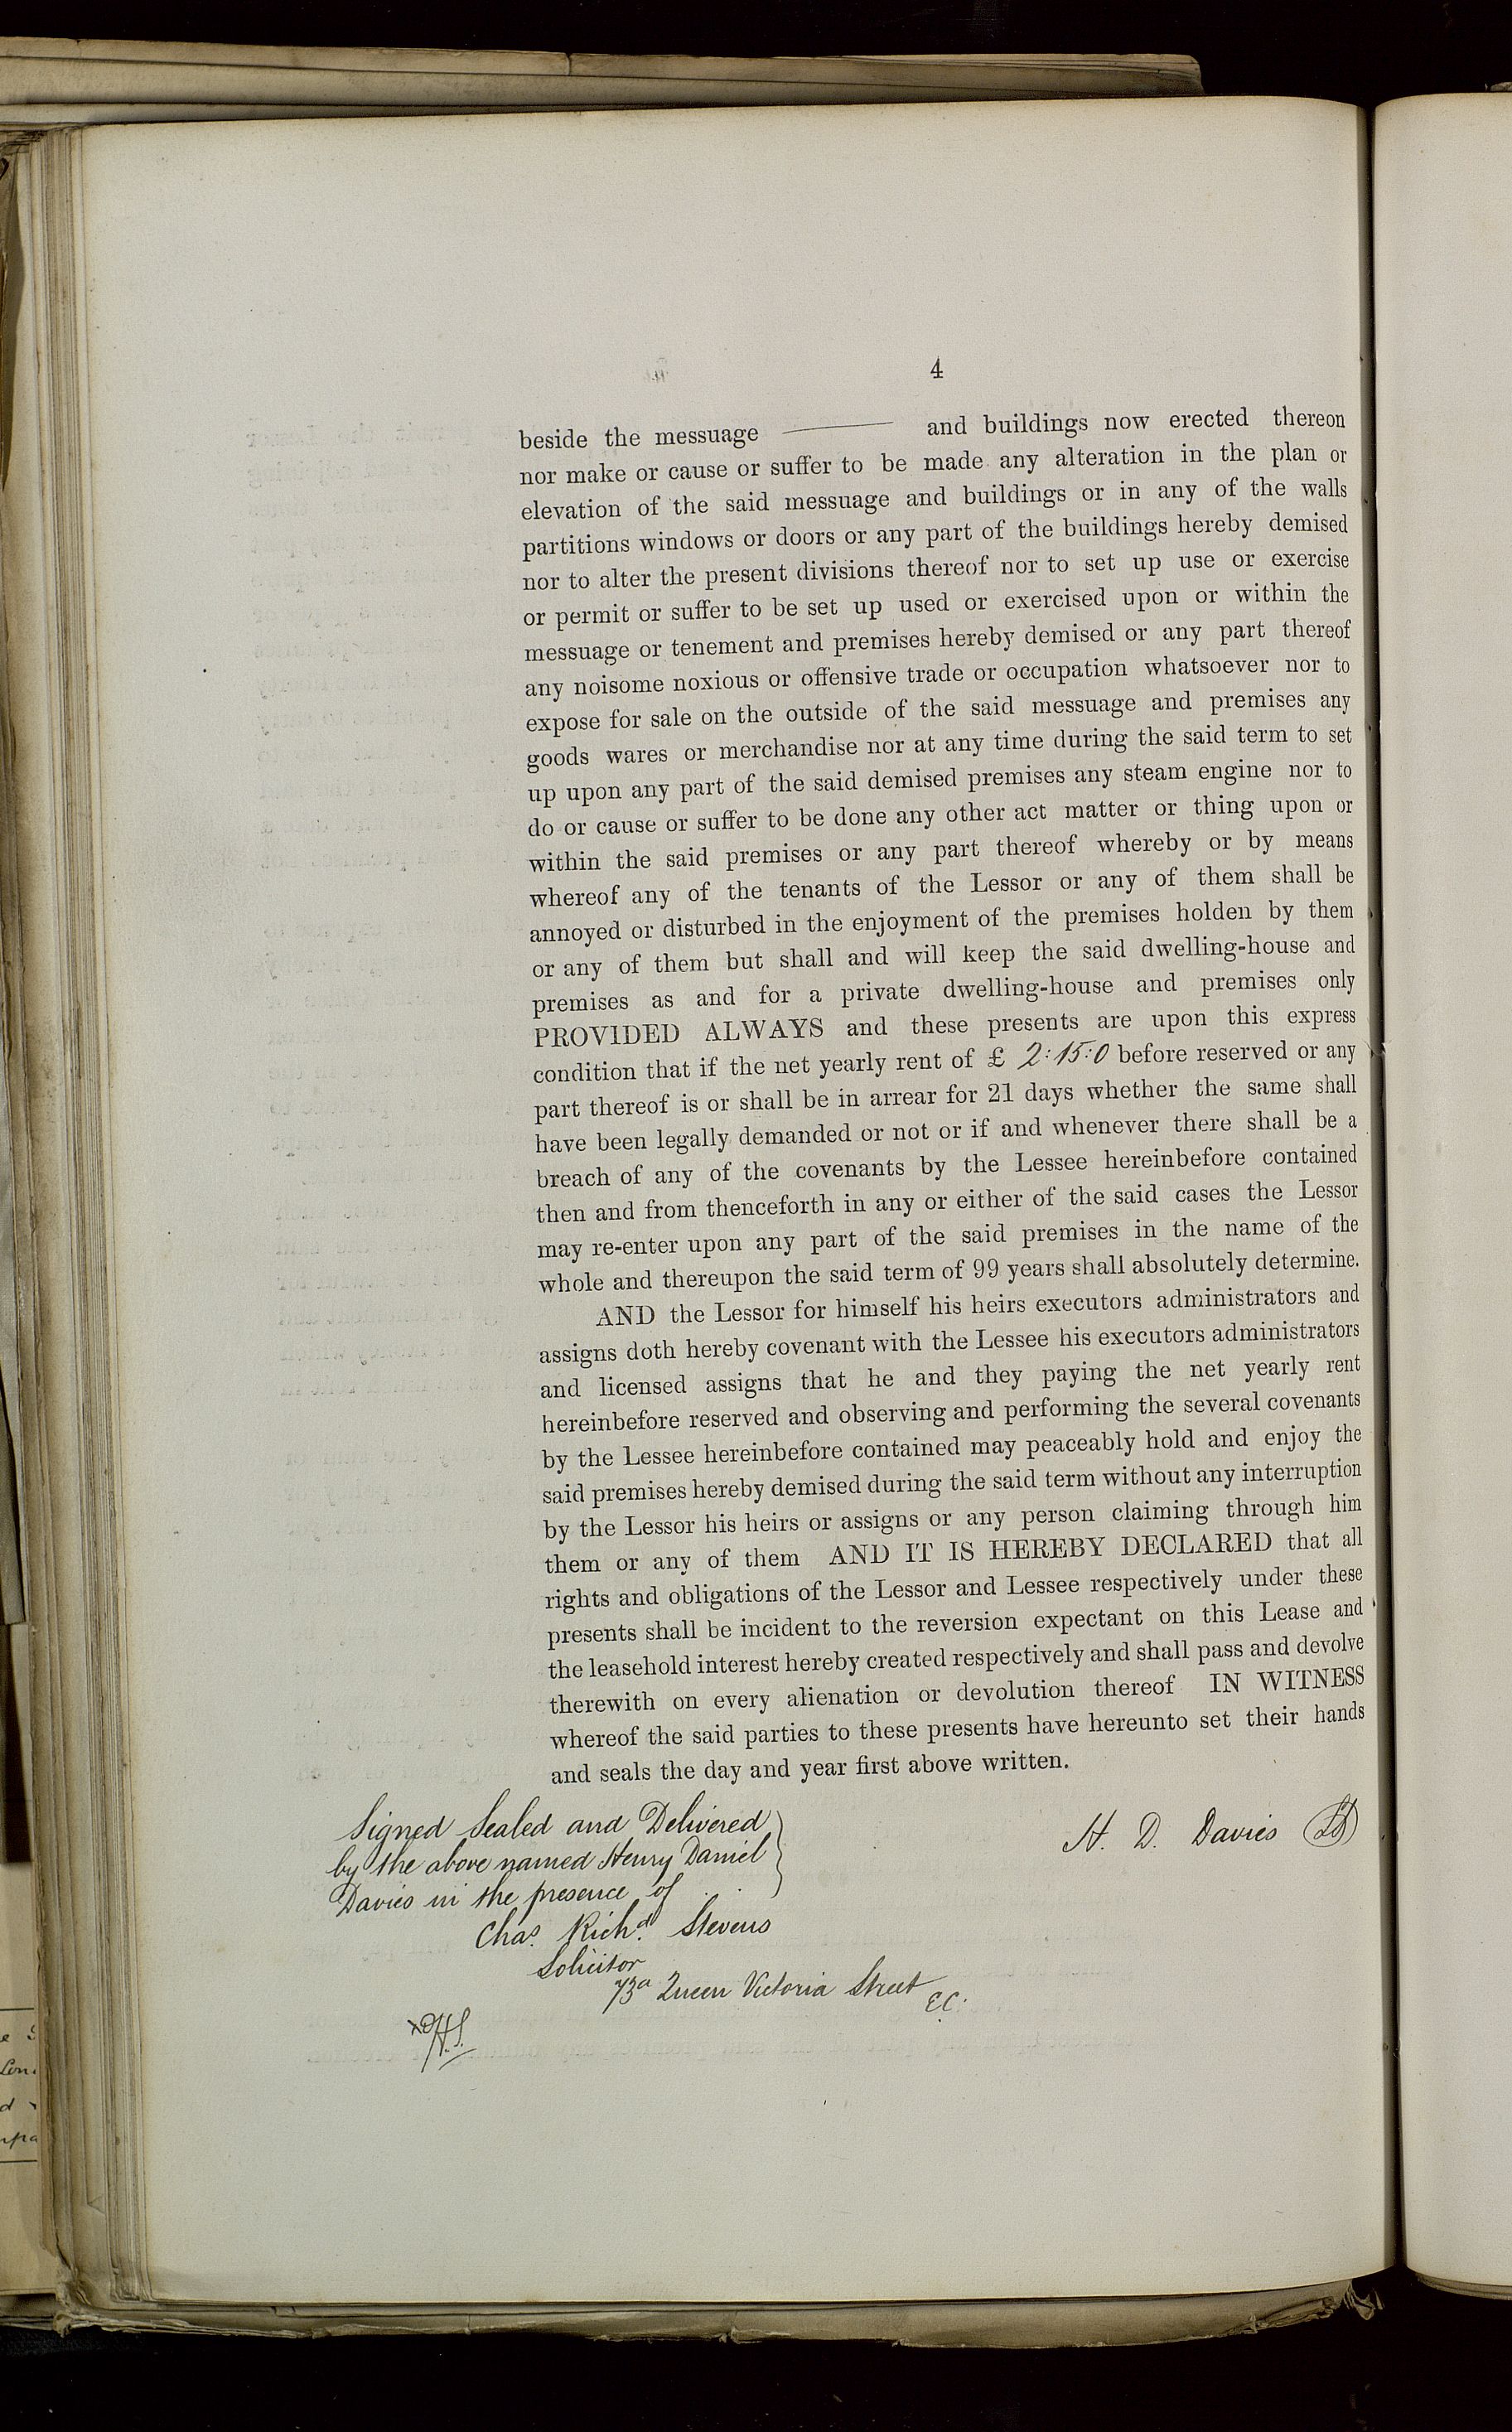 4
beside the messuage ——— and buildings now erected thereon
nor make or cause or suffer to be made any alteration in the plan or
elevation of the said messuage and buildings or in any of the walls
partitions windows or doors or any part of the buildings hereby demised
nor to alter the present divisions thereof nor to set up use or exercise
or permit or suffer to be set up used or exercised upon or within the
messuage or tenement and premises hereby demised or any part thereof
any noisome noxious or offensive trade or occupation whatsoever nor to
expose for sale on the outside of the said messuage and premises any
goods wares or merchandise nor at any time during the said term to set
up upon any part of the said demised premises any steam engine nor to
do or cause or suffer to be done any other act matter or thing upon or
within the said premises or any part thereof whereby or by means
whereof any of the tenants of the Lessor or any of them shall be
annoyed or disturbed in the enjoyment of the premises holden by them
or any of them but shall and will keep the said dwelling-house and
premises as and for a private dwelling-house and premises only
PROVIDED ALWAYS and these presents are upon this express
condition that if the net yearly rent of £ 2:15:0 before reserved or any
part thereof is or shall be in arrear for 21 days whether the same shall
have been legally demanded or not or if and whenever there shall be a
breach of any of the covenants by the Lessee hereinbefore contained
then and from thenceforth in any or either of the said cases the Lessor
may re-enter upon any part of the said premises in the name of the
whole and thereupon the said term of 99 years shall absolutely determine.
AND the Lessor for himself his heirs executors administrators and
assigns doth hereby covenant with the Lessee his executors administrators
and licensed assigns that he and they paying the net yearly rent
hereinbefore reserved and observing and performing the several covenants
by the Lessee hereinbefore contained may peaceably hold and enjoy the
said premises hereby demised during the said term without any interruption
by the Lessor his heirs or assigns or any person claiming through him
them or any of them AND IT IS HEREBY DECLARED that all
rights and obligations of the Lessor and Lessee respectively under these
presents shall be incident to the reversion expectant on this Lease and
the leasehold interest hereby created respectively and shall pass and devolve
therewith on every alienation or devolution thereof IN WITNESS
whereof the said parties to these presents have hereunto set their hands
and seals the day and year first above written.
Signed Sealed and Delivered
by the above named Henry Daniel
Davies in the presence of
H. D. Davies LS
Chas. Richd. Stevens
Solicitor
73a Queen Victoria Street
E.C.